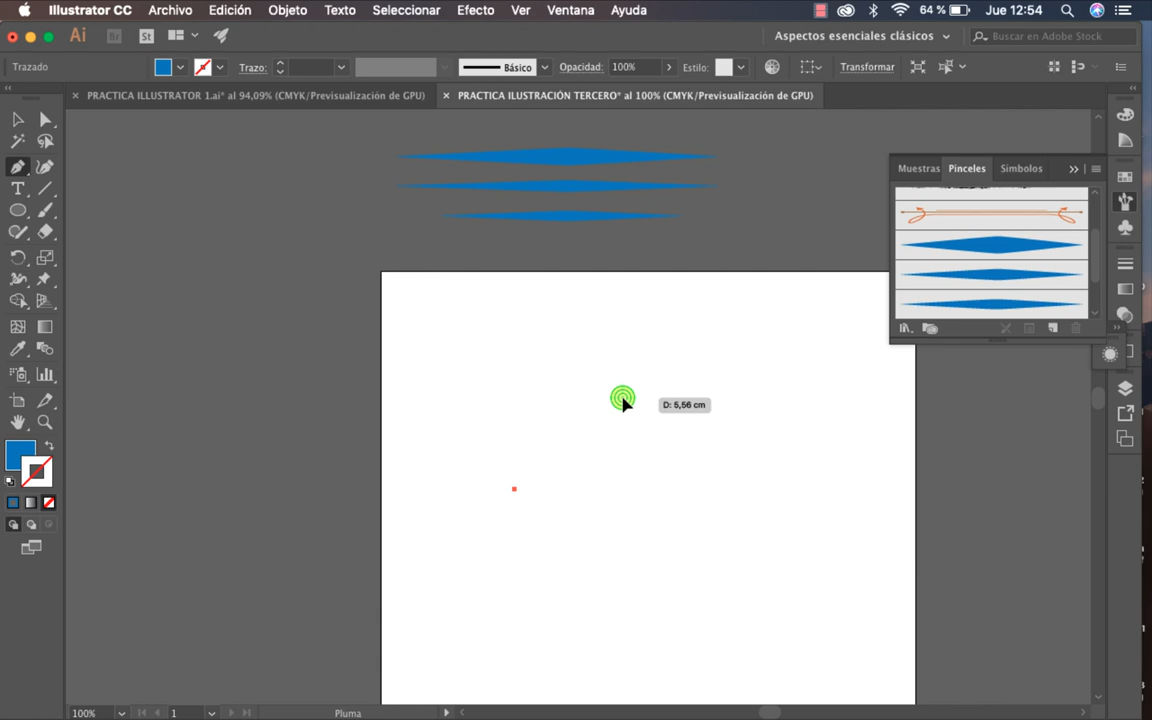 Illustrator CC Archivo Edición Objeto Texto Seleccionar Efecto Ver Ventana Ayuda 64 % Jue 12:54
Ai Br St Aspectos esenciales clásicos Buscar en Adobe Stock
Trazado Trazo: Básico Opacidad: 100% Estilo: Transformar
× PRACTICA ILLUSTRATOR 1.ai* al 94,09% (CMYK/Previsualización de GPU) × PRACTICA ILUSTRACIÓN TERCERO* al 100% (CMYK/Previsualización de GPU)
Muestras Pinceles Símbolos
D: 5,56 cm
100% 1 Pluma